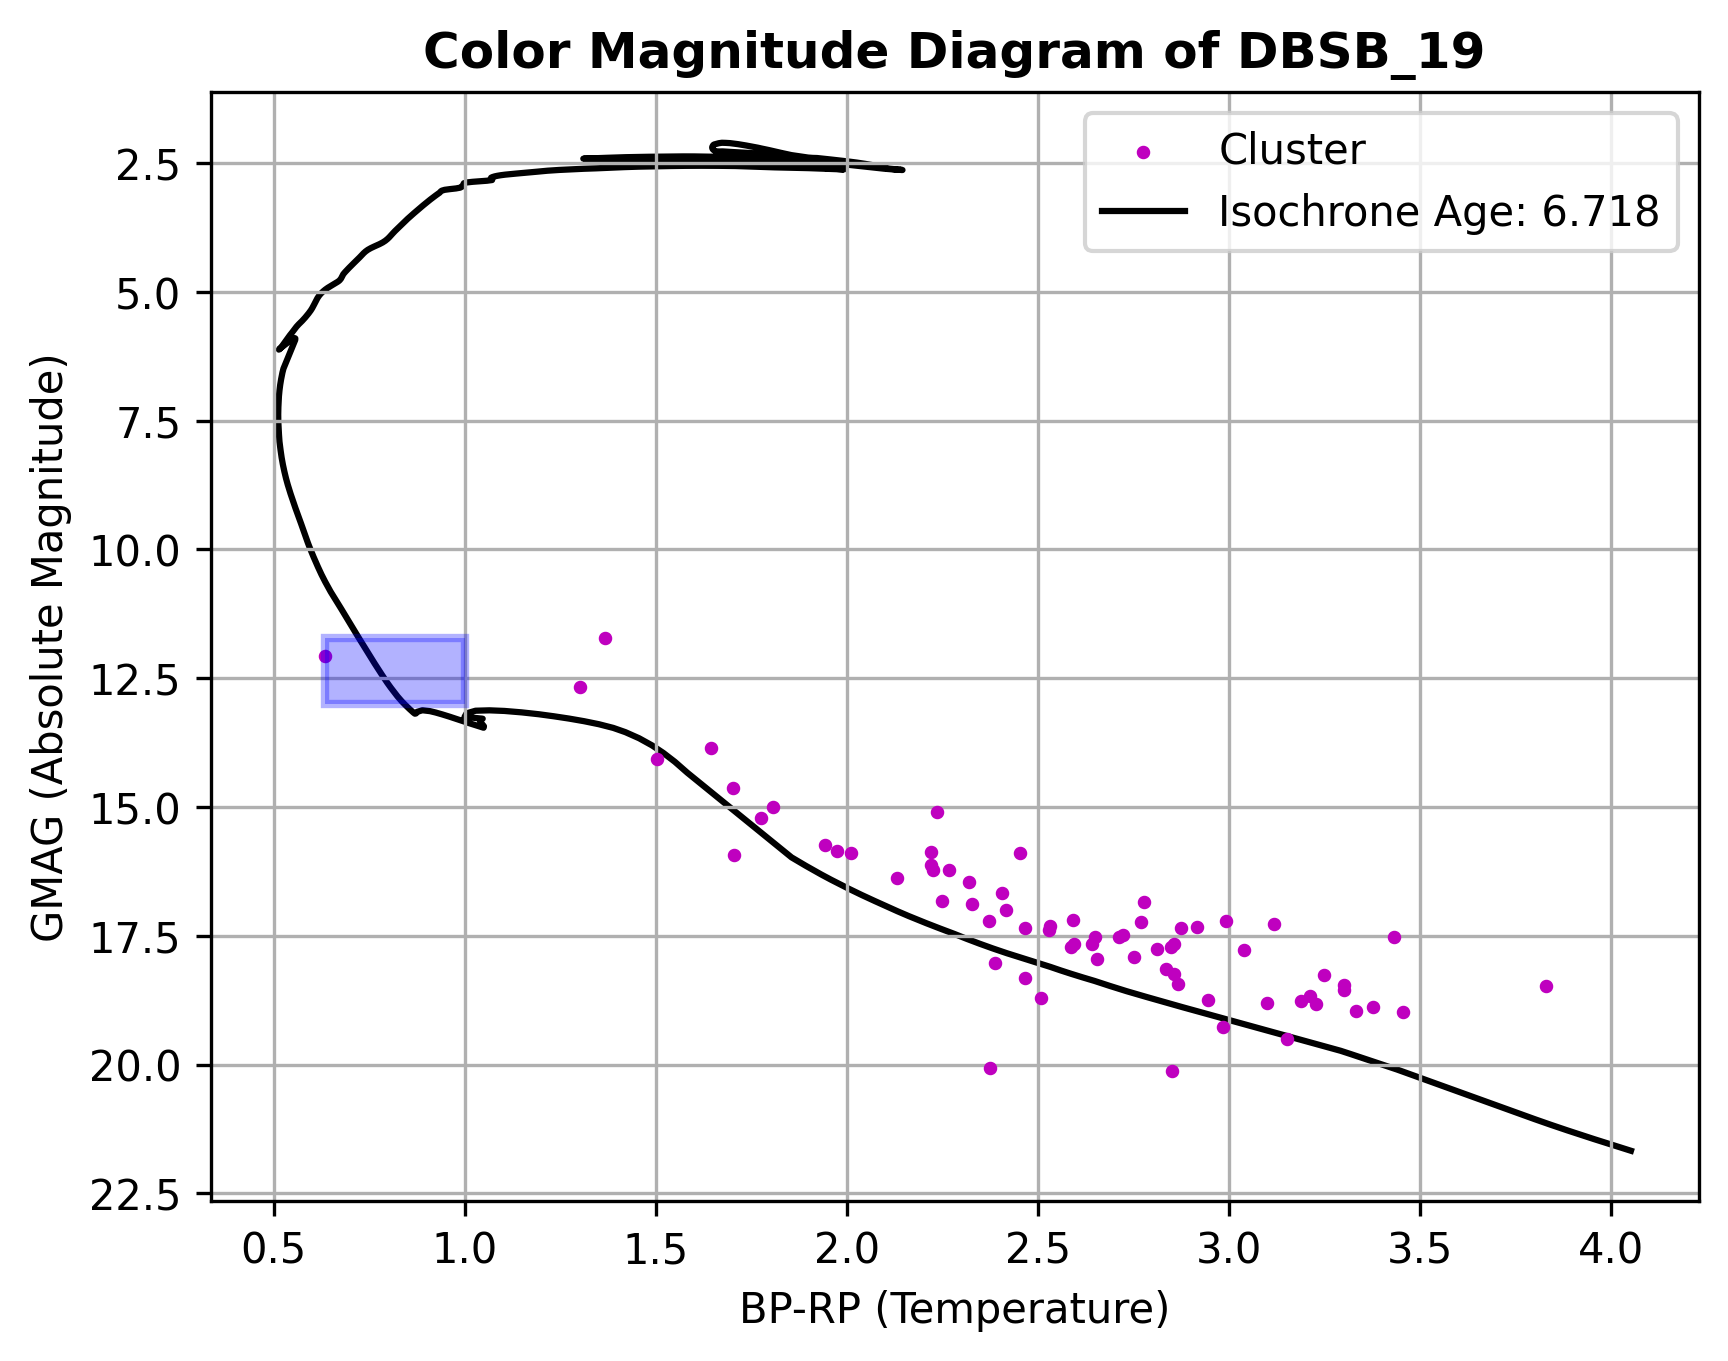 Color Magnitude Diagram of DBSB_19
Cluster
Isochrone Age: 6.718
GMAG (Absolute Magnitude)
2.5
5.0
7.5
10.0
12.5
15.0
17.5
20.0
22.5
0.5 1.0 1.5 2.0 2.5 3.0 3.5 4.0
BP-RP (Temperature)